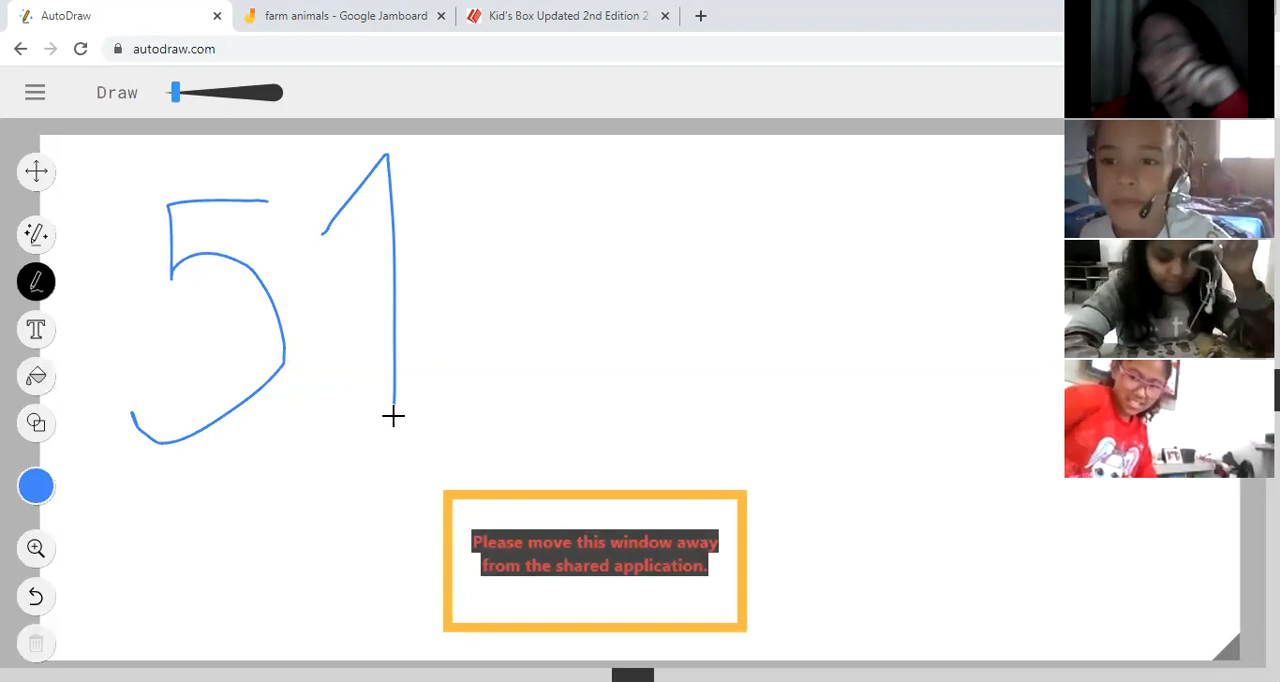 AutoDraw
farm animals - Google Jamboard
Kid's Box Updated 2nd Edition 2
autodraw.com
Draw
51
T
Please move this window away
from the shared application.